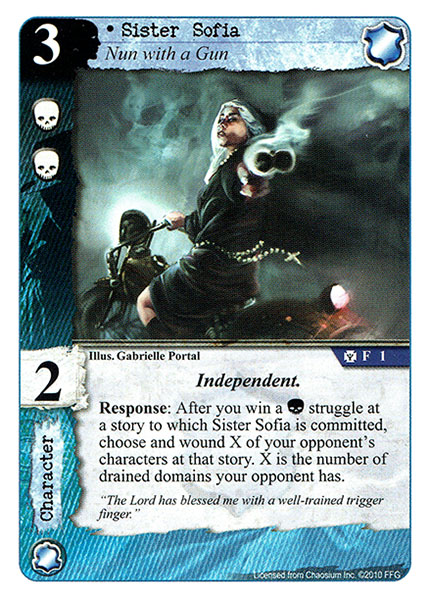 3
• Sister Sofia
Nun with a Gun
Illus. Gabrielle Portal
F 1
2
Character
Independent.
Response: After you win a struggle at
a story to which Sister Sofia is committed,
choose and wound X of your opponent's
characters at that story. X is the number of
drained domains your opponent has.
"The Lord has blessed me with a well-trained trigger
finger."
Licensed from Chaosium Inc. ©2010 FFG